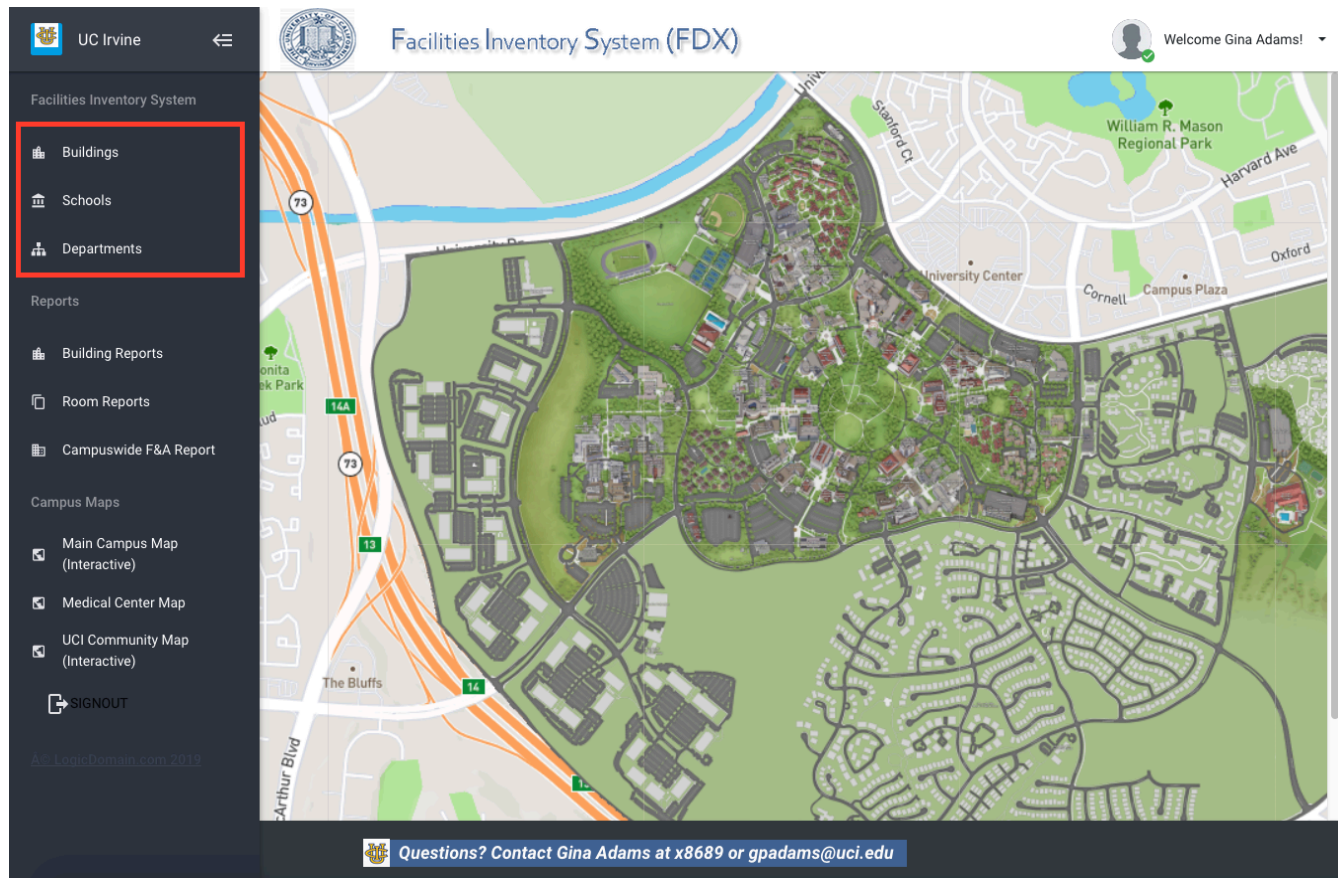 UC Irvine
Facilities Inventory System (FDX)
Welcome Gina Adams!
Facilities Inventory System
Buildings
Schools
Departments
Reports
Building Reports
Room Reports
Campuswide F&A Report
Campus Maps
Main Campus Map
(Interactive)
Medical Center Map
UCI Community Map
(Interactive)
SIGNOUT
Â© LogicDomain.com 2019
Stanford Ct
William R. Mason
Regional Park
Harvard Ave
73
Oxford
University Center
Cornell
Campus Plaza
14A
73
13
The Bluffs
14
Questions? Contact Gina Adams at x8689 or gpadams@uci.edu